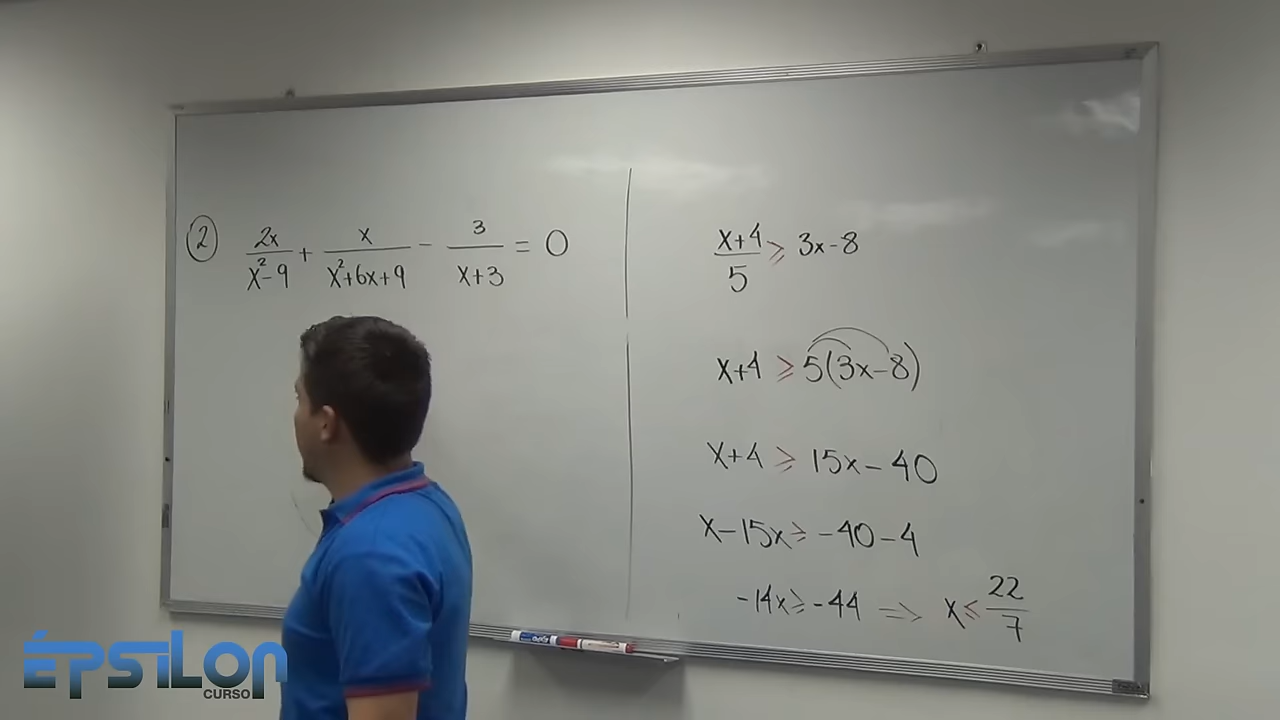 ② 2x/(x²-9) + x/(x²+6x+9) - 3/(x+3) = 0
(x+4)/5 ⩾ 3x-8
x+4 ⩾ 5(3x-8)
x+4 ⩾ 15x-40
x-15x ⩾ -40-4
-14x ⩾ -44 => x ⩽ 22/7
ÉPSILON
CURSO